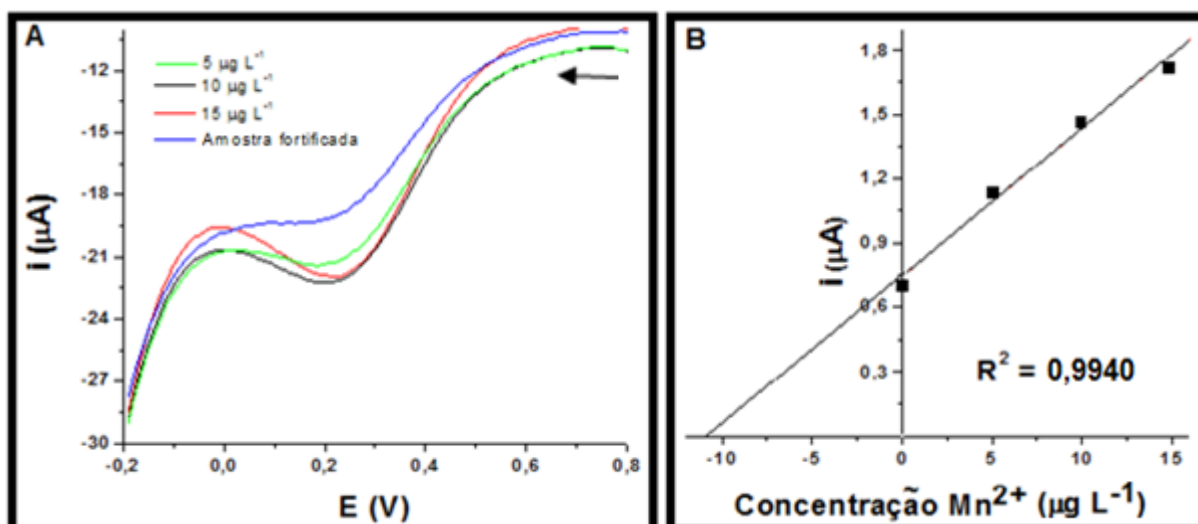 A
5 µg L⁻¹
10 µg L⁻¹
15 µg L⁻¹
Amostra fortificada
i (µA)
-12
-15
-18
-21
-24
-27
-30
-0,2
0,0
0,2
0,4
0,6
0,8
E (V)
B
i (µA)
1,8
1,5
1,2
0,9
0,6
0,3
R² = 0,9940
-10
-5
0
5
10
15
Concentração Mn²⁺ (µg L⁻¹)